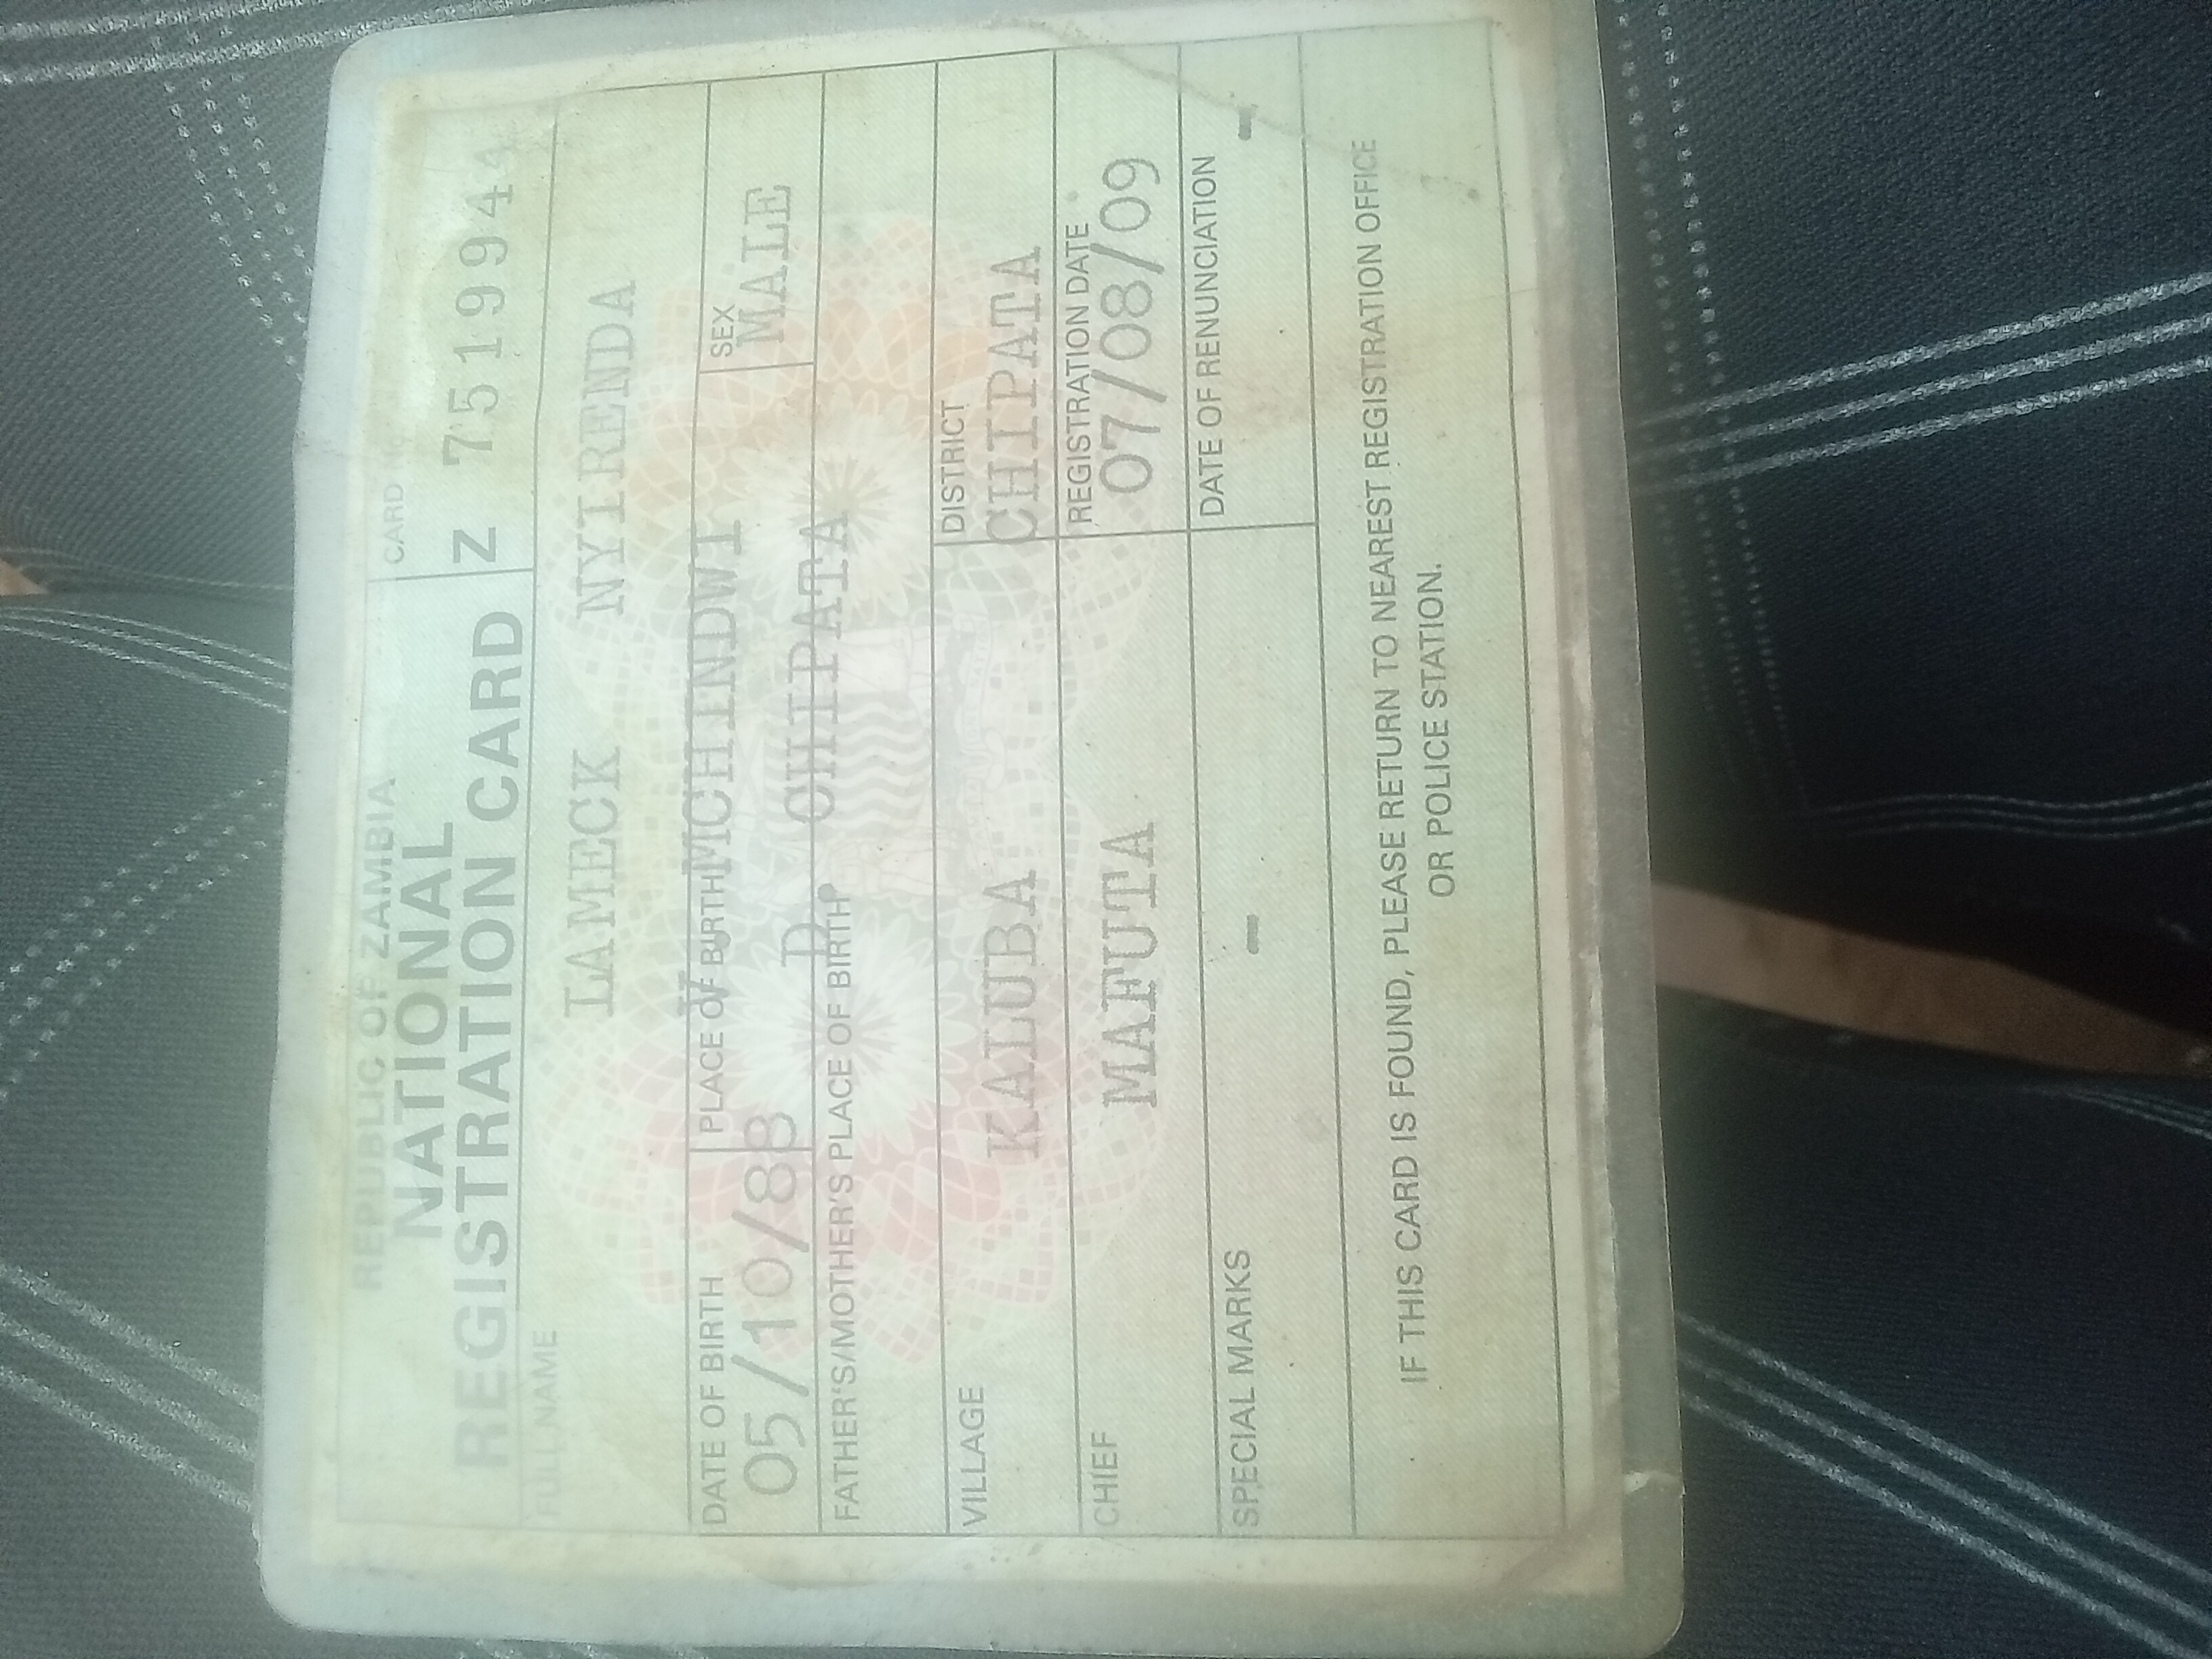 REPUBLIC OF ZAMBIA
NATIONAL
REGISTRATION CARD
CARD
Z 7519944
FULL NAME
LAMECK NYIRENDA
DATE OF BIRTH
05/10/88
PLACE OF BIRTH
V MCHINDWI
D. CHIPATA
SEX
MALE
FATHER'S/MOTHER'S PLACE OF BIRTH
VILLAGE
KALUBA
DISTRICT
CHIPATA
CHIEF
MAFUTA
REGISTRATION DATE
07/08/09
SPECIAL MARKS
-
DATE OF RENUNCIATION
-
IF THIS CARD IS FOUND, PLEASE RETURN TO NEAREST REGISTRATION OFFICE
OR POLICE STATION.